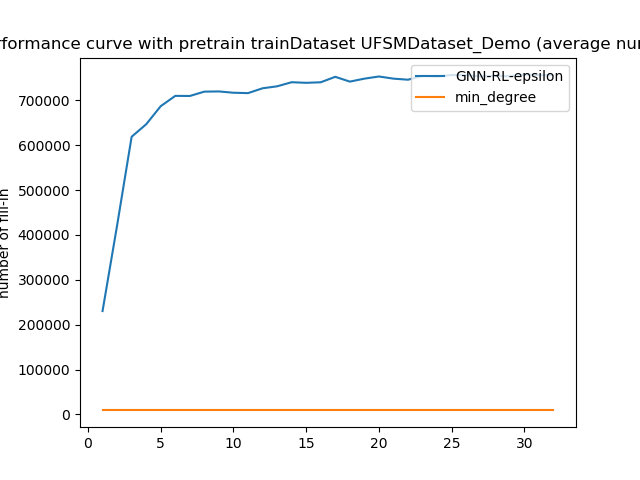 rformance curve with pretrain trainDataset UFSMDataset_Demo (average nu
GNN-RL-epsilon
min_degree
number of fill-in
700000
600000
500000
400000
300000
200000
100000
0
0 5 10 15 20 25 30